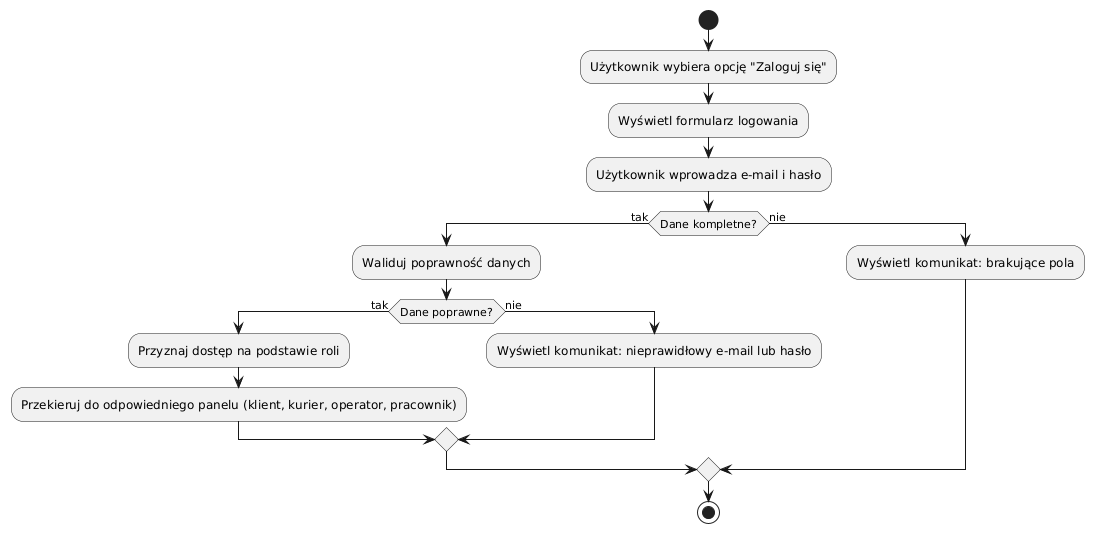 Użytkownik wybiera opcję "Zaloguj się"
Wyświetl formularz logowania
Użytkownik wprowadza e-mail i hasło
tak
Dane kompletne?
nie
Waliduj poprawność danych
Wyświetl komunikat: brakujące pola
tak
Dane poprawne?
nie
Przyznaj dostęp na podstawie roli
Wyświetl komunikat: nieprawidłowy e-mail lub hasło
Przekieruj do odpowiedniego panelu (klient, kurier, operator, pracownik)